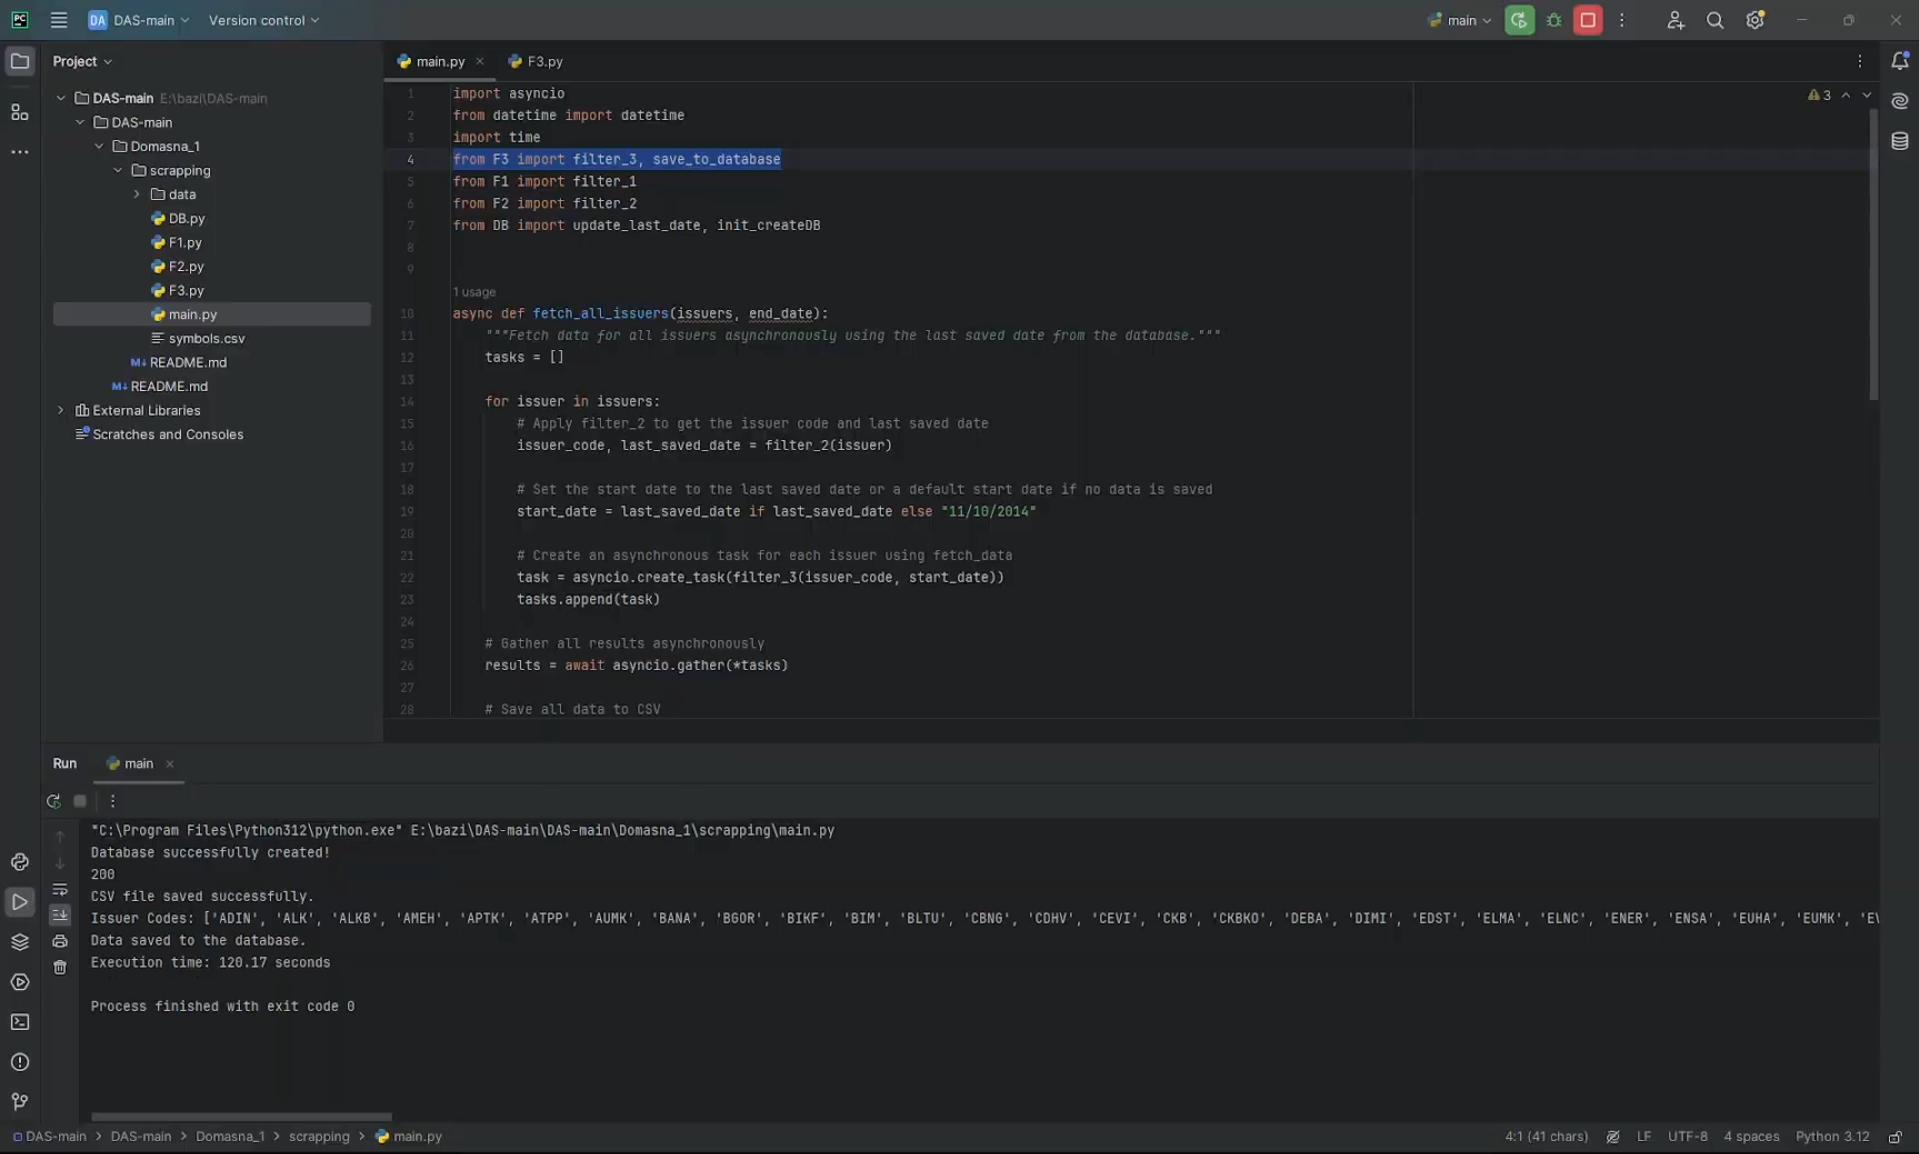 PC
DA DAS-main
Version control
main
Project
DAS-main E:\bazi\DAS-main
DAS-main
Domasna_1
scrapping
data
DB.py
F1.py
F2.py
F3.py
main.py
symbols.csv
README.md
README.md
External Libraries
Scratches and Consoles
main.py
F3.py
3
1 import asyncio
2 from datetime import datetime
3 import time
4 from F3 import filter_3, save_to_database
5 from F1 import filter_1
6 from F2 import filter_2
7 from DB import update_last_date, init_createDB
8
9
1 usage
10 async def fetch_all_issuers(issuers, end_date):
11 """Fetch data for all issuers asynchronously using the last saved date from the database."""
12 tasks = []
13
14 for issuer in issuers:
15 # Apply filter_2 to get the issuer code and last saved date
16 issuer_code, last_saved_date = filter_2(issuer)
17
18 # Set the start date to the last saved date or a default start date if no data is saved
19 start_date = last_saved_date if last_saved_date else "11/10/2014"
20
21 # Create an asynchronous task for each issuer using fetch_data
22 task = asyncio.create_task(filter_3(issuer_code, start_date))
23 tasks.append(task)
24
25 # Gather all results asynchronously
26 results = await asyncio.gather(*tasks)
27
28 # Save all data to CSV
Run
main
"C:\Program Files\Python312\python.exe" E:\bazi\DAS-main\DAS-main\Domasna_1\scrapping\main.py
Database successfully created!
200
CSV file saved successfully.
Issuer Codes: ['ADIN', 'ALK', 'ALKB', 'AMEH', 'APTK', 'ATPP', 'AUMK', 'BANA', 'BGOR', 'BIKF', 'BIM', 'BLTU', 'CBNG', 'CDHV', 'CEVI', 'CKB', 'CKBKO', 'DEBA', 'DIMI', 'EDST', 'ELMA', 'ELNC', 'ENER', 'ENSA', 'EUHA', 'EUMK', 'EV
Data saved to the database.
Execution time: 120.17 seconds
Process finished with exit code 0
DAS-main > DAS-main > Domasna_1 > scrapping > main.py
4:1 (41 chars) LF UTF-8 4 spaces Python 3.12